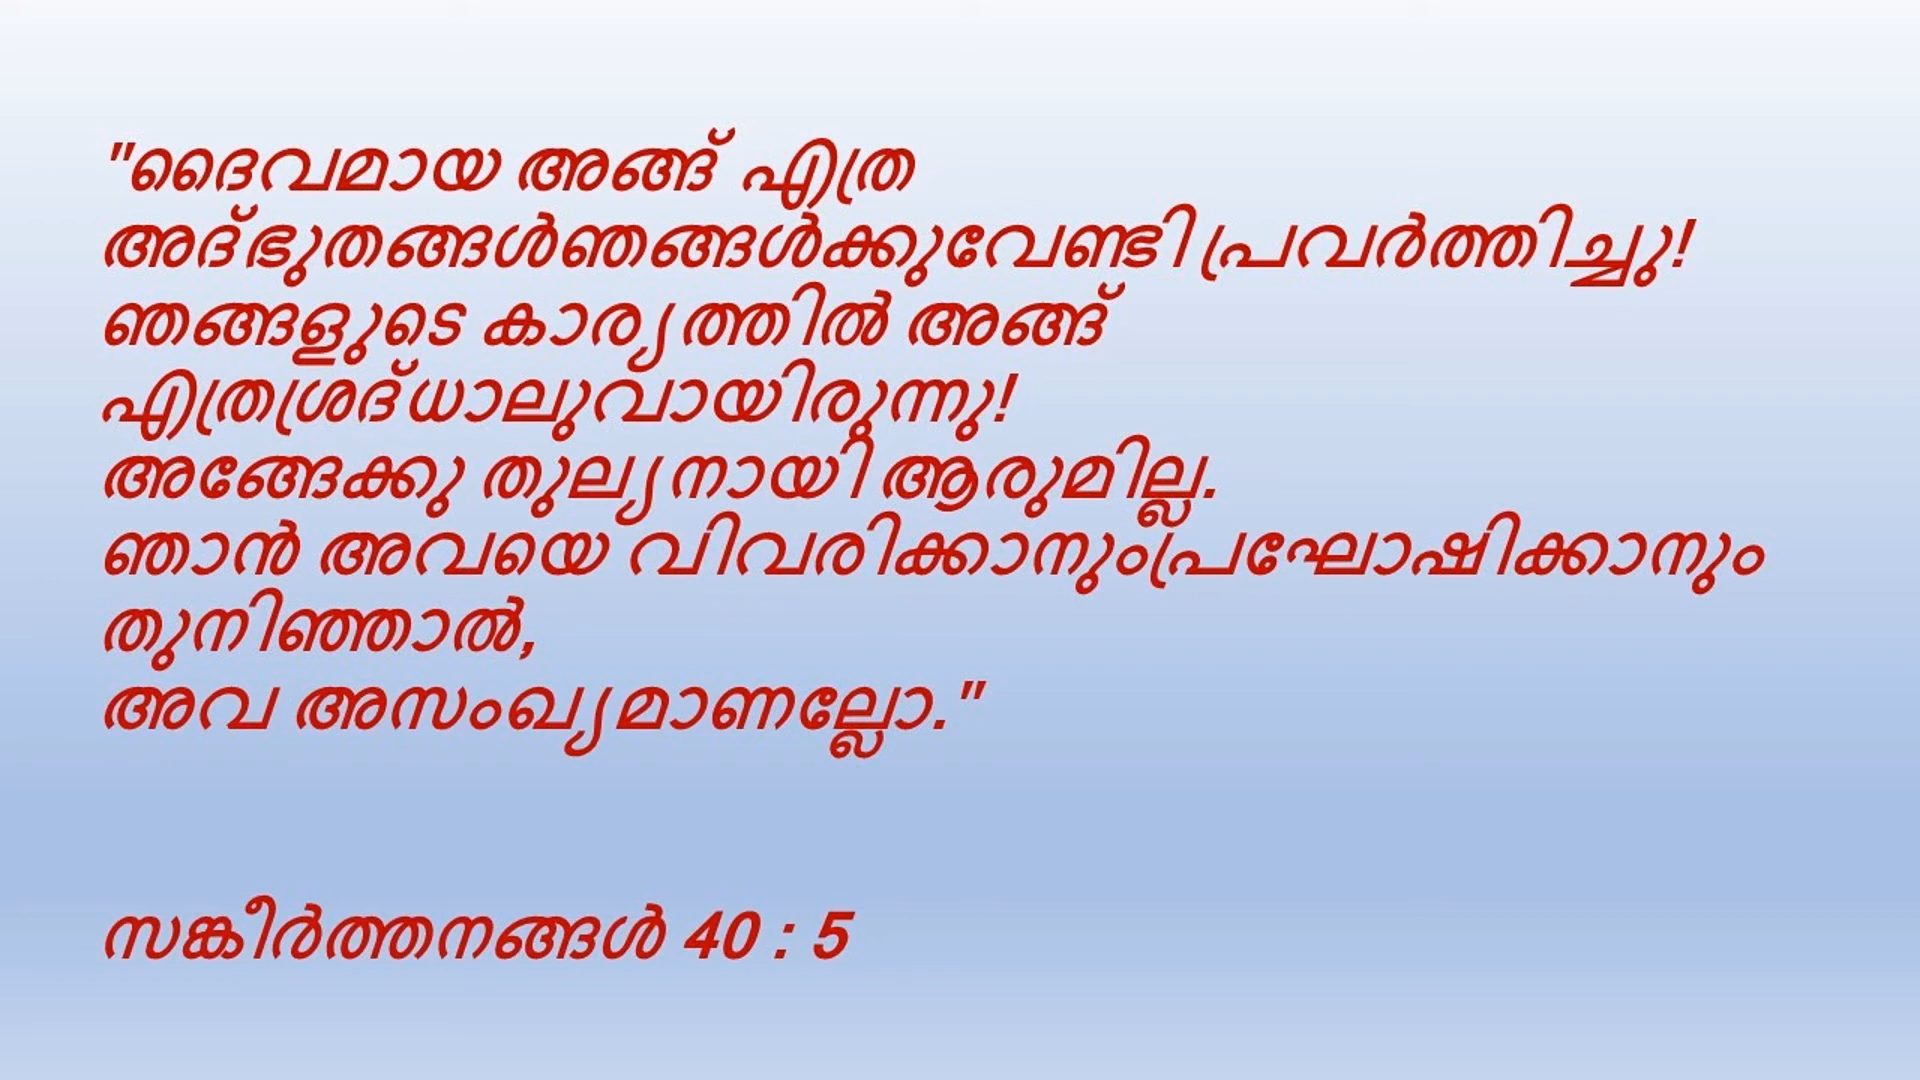 "ദൈവമായ അങ്ങ് എത്ര
അദ്ഭുതങ്ങൾഞങ്ങൾക്കുവേണ്ടി പ്രവർത്തിച്ചു!
ഞങ്ങളുടെ കാര്യത്തിൽ അങ്ങ്
എത്രശ്രദ്ധാലുവായിരുന്നു!
അങ്ങേക്കു തുല്യനായി ആരുമില്ല.
ഞാൻ അവയെ വിവരിക്കാനുംപ്രഘോഷിക്കാനും
തുനിഞ്ഞാൽ,
അവ അസംഖ്യമാണല്ലോ."
സങ്കീർത്തനങ്ങൾ 40 : 5